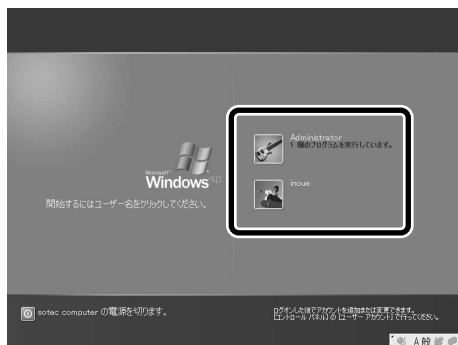 Administrator
1 個のプログラムを実行しています。
Microsoft
Windows xp
inoue
開始するにはユーザー名をクリックしてください。
sotec computer の電源を切ります。
ログオンした後でアカウントを追加または変更できます。
[コントロール パネル] の [ユーザー アカウント] で行ってください。
A 般